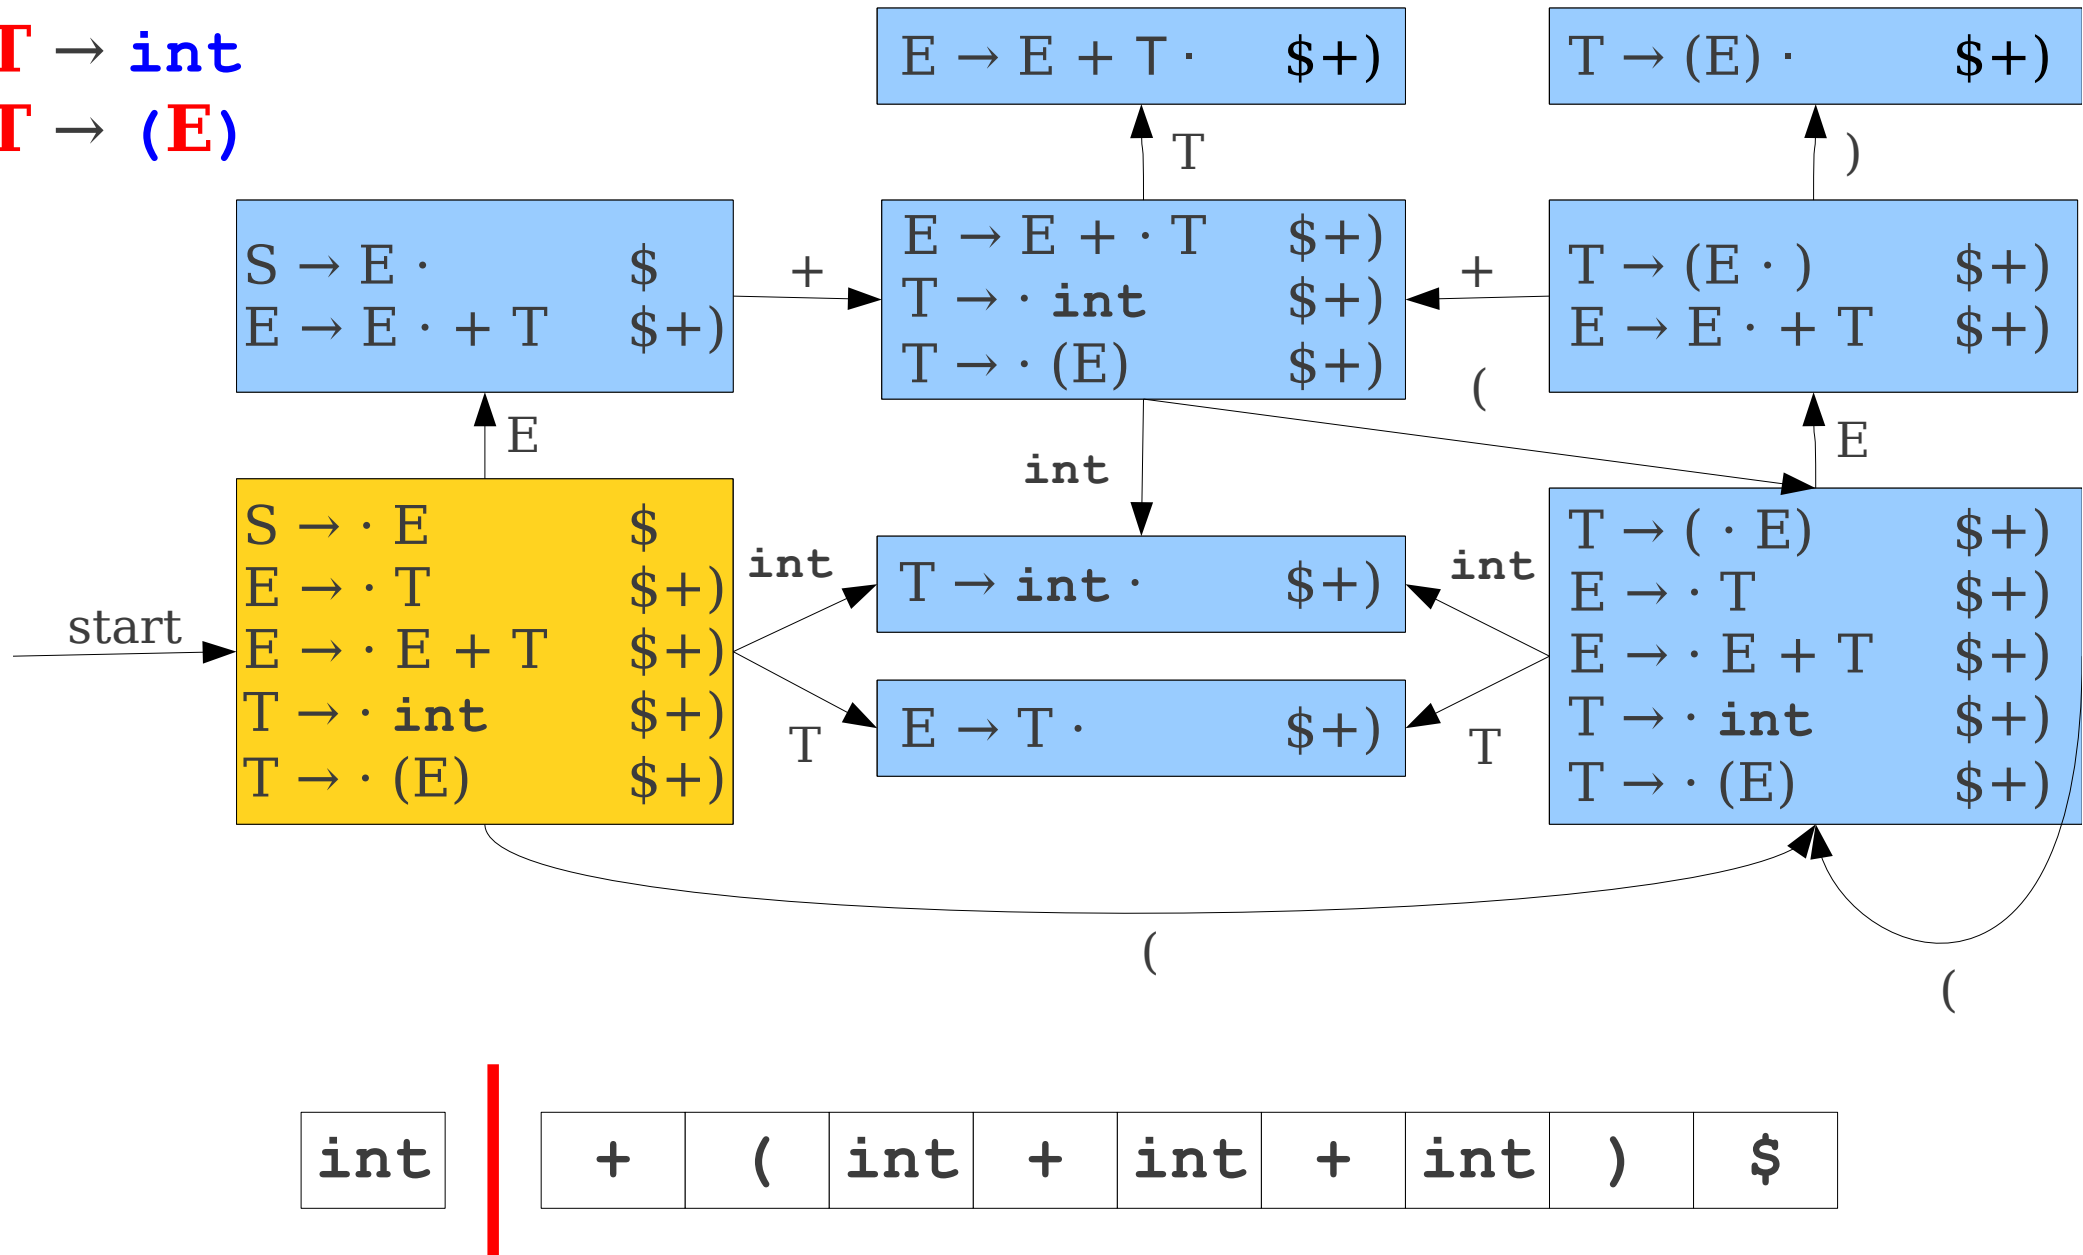 T → int
T → (E)
E → E + T · $+)
T → (E) · $+)
T
)
S → E · $
E → E · + T $+)
+
E → E + · T $+)
T → · int $+)
T → · (E) $+)
+
T → (E · ) $+)
E → E · + T $+)
(
E
int
E
start
S → · E $
E → · T $+)
E → · E + T $+)
T → · int $+)
T → · (E) $+)
int
T
T → int · $+)
E → T · $+)
int
T
T → ( · E) $+)
E → · T $+)
E → · E + T $+)
T → · int $+)
T → · (E) $+)
(
(
int + ( int + int + int ) $